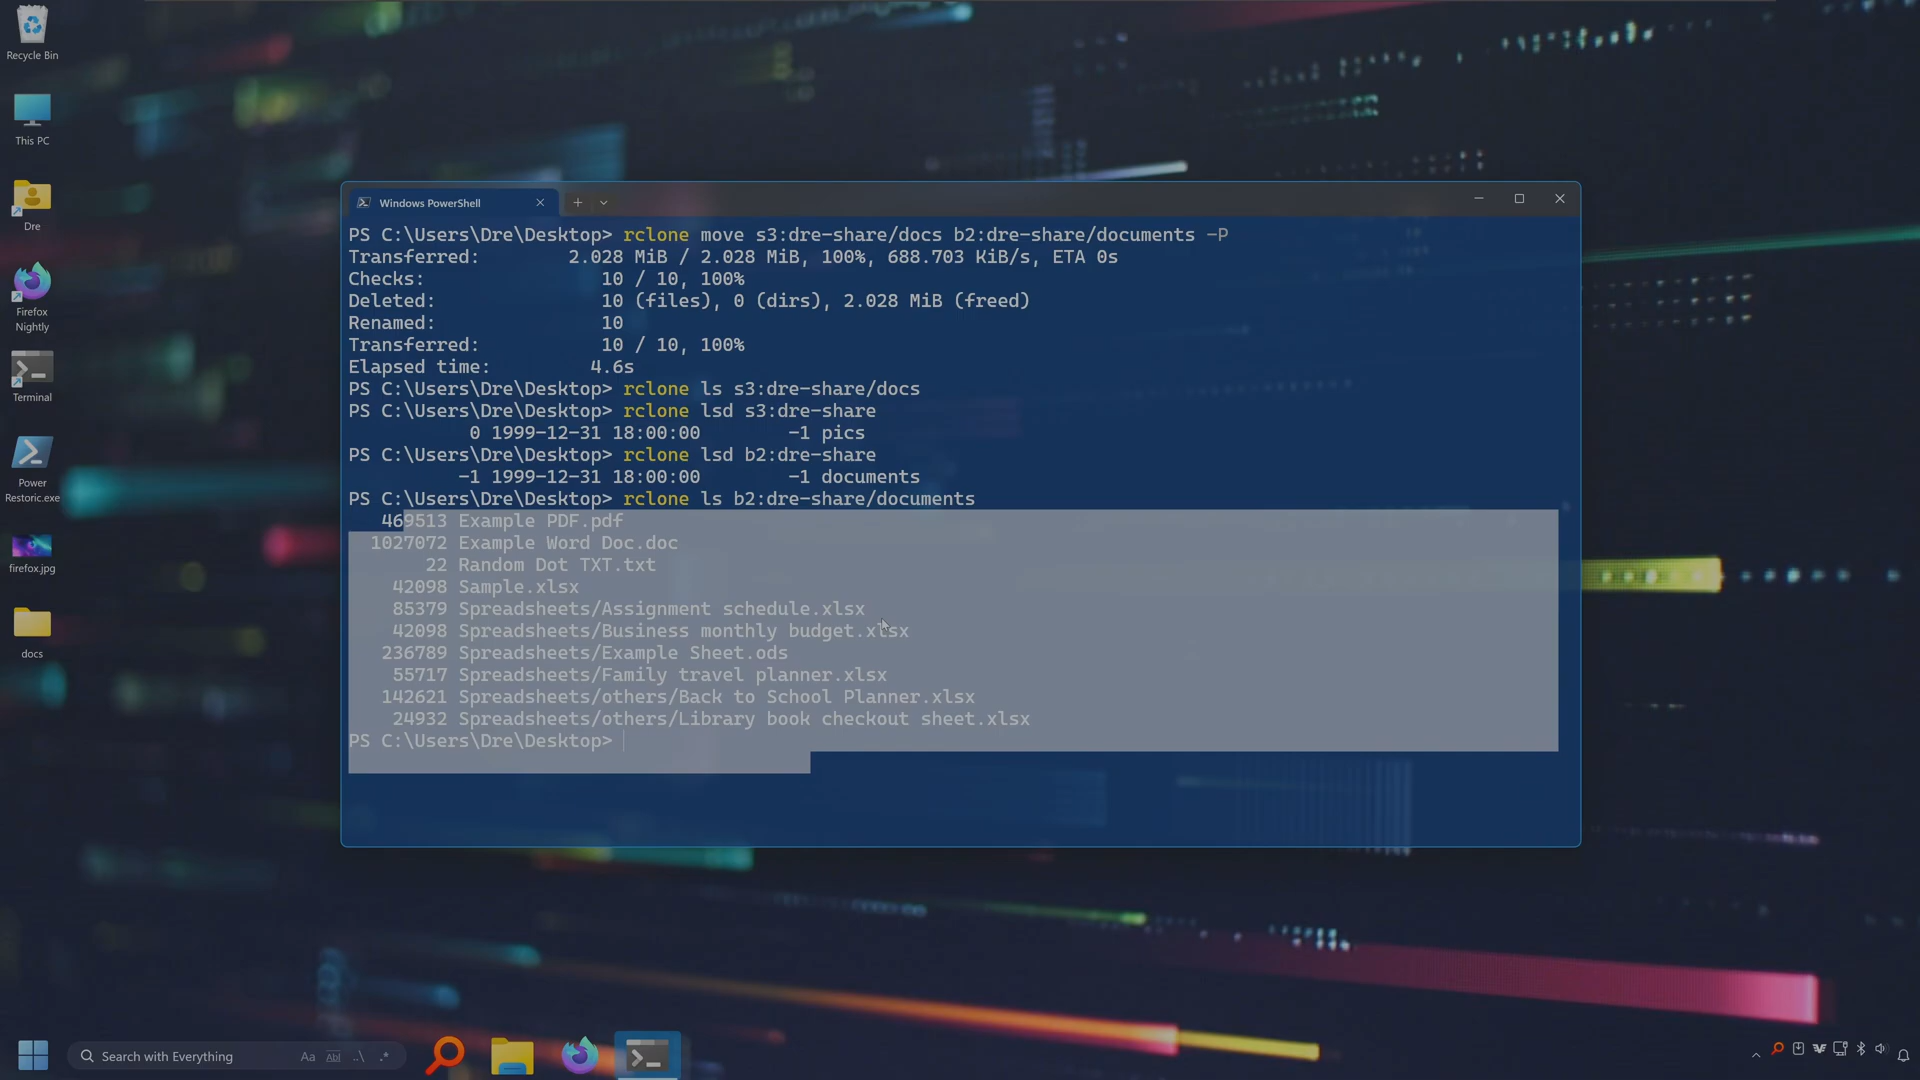 Recycle Bin
This PC
Dre
Firefox
Nightly
Terminal
Power
Restoric.exe
firefox.jpg
docs
Windows PowerShell
PS C:\Users\Dre\Desktop> rclone move s3:dre-share/docs b2:dre-share/documents -P
Transferred: 2.028 MiB / 2.028 MiB, 100%, 688.703 KiB/s, ETA 0s
Checks: 10 / 10, 100%
Deleted: 10 (files), 0 (dirs), 2.028 MiB (freed)
Renamed: 10
Transferred: 10 / 10, 100%
Elapsed time: 4.6s
PS C:\Users\Dre\Desktop> rclone ls s3:dre-share/docs
PS C:\Users\Dre\Desktop> rclone lsd s3:dre-share
0 1999-12-31 18:00:00 -1 pics
PS C:\Users\Dre\Desktop> rclone lsd b2:dre-share
-1 1999-12-31 18:00:00 -1 documents
PS C:\Users\Dre\Desktop> rclone ls b2:dre-share/documents
469513 Example PDF.pdf
1027072 Example Word Doc.doc
22 Random Dot TXT.txt
42098 Sample.xlsx
85379 Spreadsheets/Assignment schedule.xlsx
42098 Spreadsheets/Business monthly budget.xlsx
236789 Spreadsheets/Example Sheet.ods
55717 Spreadsheets/Family travel planner.xlsx
142621 Spreadsheets/others/Back to School Planner.xlsx
24932 Spreadsheets/others/Library book checkout sheet.xlsx
PS C:\Users\Dre\Desktop>
Search with Everything Aa Abl ..\ .*